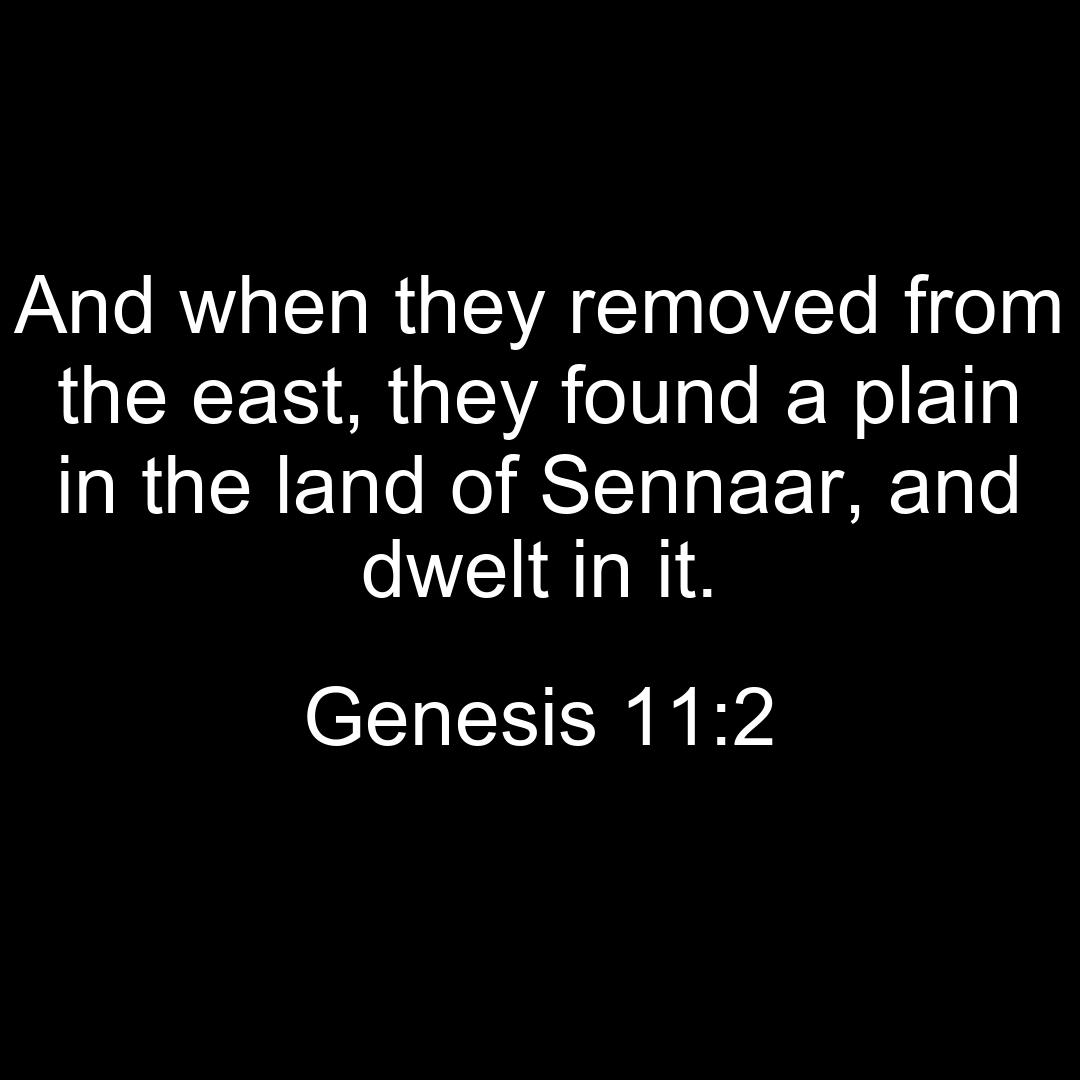 And when they removed from
the east, they found a plain
in the land of Sennaar, and
dwelt in it.
Genesis 11:2